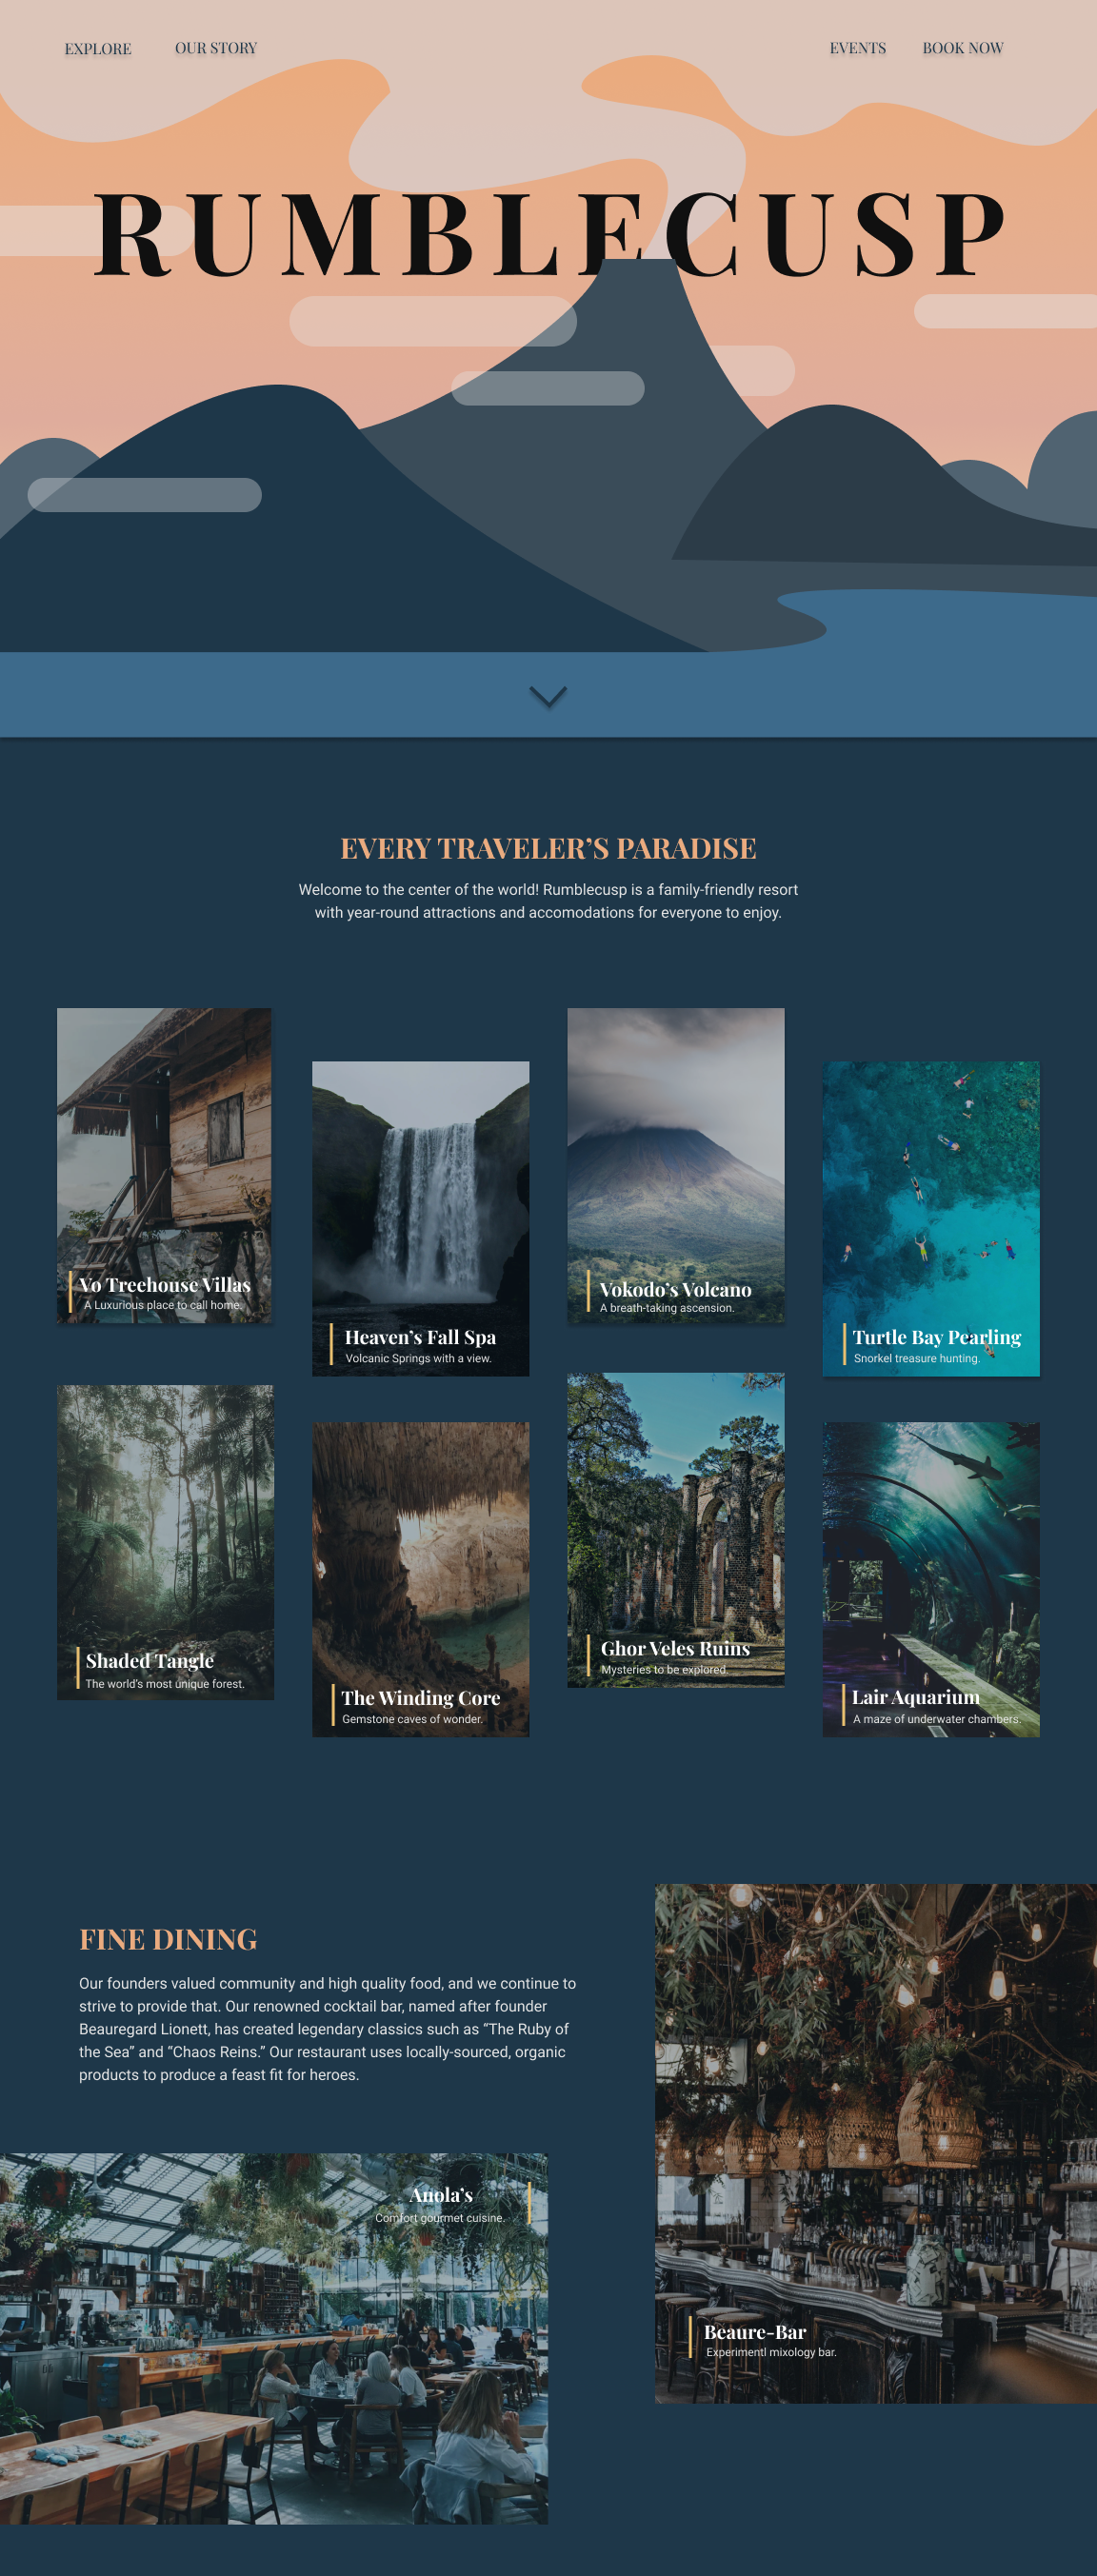 EXPLORE
OUR STORY
EVENTS
BOOK NOW
RUMBLECUSP
EVERY TRAVELER’S PARADISE
Welcome to the center of the world! Rumblecusp is a family-friendly resort
with year-round attractions and accomodations for everyone to enjoy.
Vo Treehouse Villas
A Luxurious place to call home.
Heaven’s Fall Spa
Volcanic Springs with a view.
Vokodo’s Volcano
A breath-taking ascension.
Turtle Bay Pearling
Snorkel treasure hunting.
Shaded Tangle
The world’s most unique forest.
The Winding Core
Gemstone caves of wonder.
Ghor Veles Ruins
Mysteries to be explored.
Lair Aquarium
A maze of underwater chambers.
FINE DINING
Our founders valued community and high quality food, and we continue to
strive to provide that. Our renowned cocktail bar, named after founder
Beauregard Lionett, has created legendary classics such as “The Ruby of
the Sea” and “Chaos Reins.” Our restaurant uses locally-sourced, organic
products to produce a feast fit for heroes.
Anola’s
Comfort gourmet cuisine.
Beaure-Bar
Experimentl mixology bar.